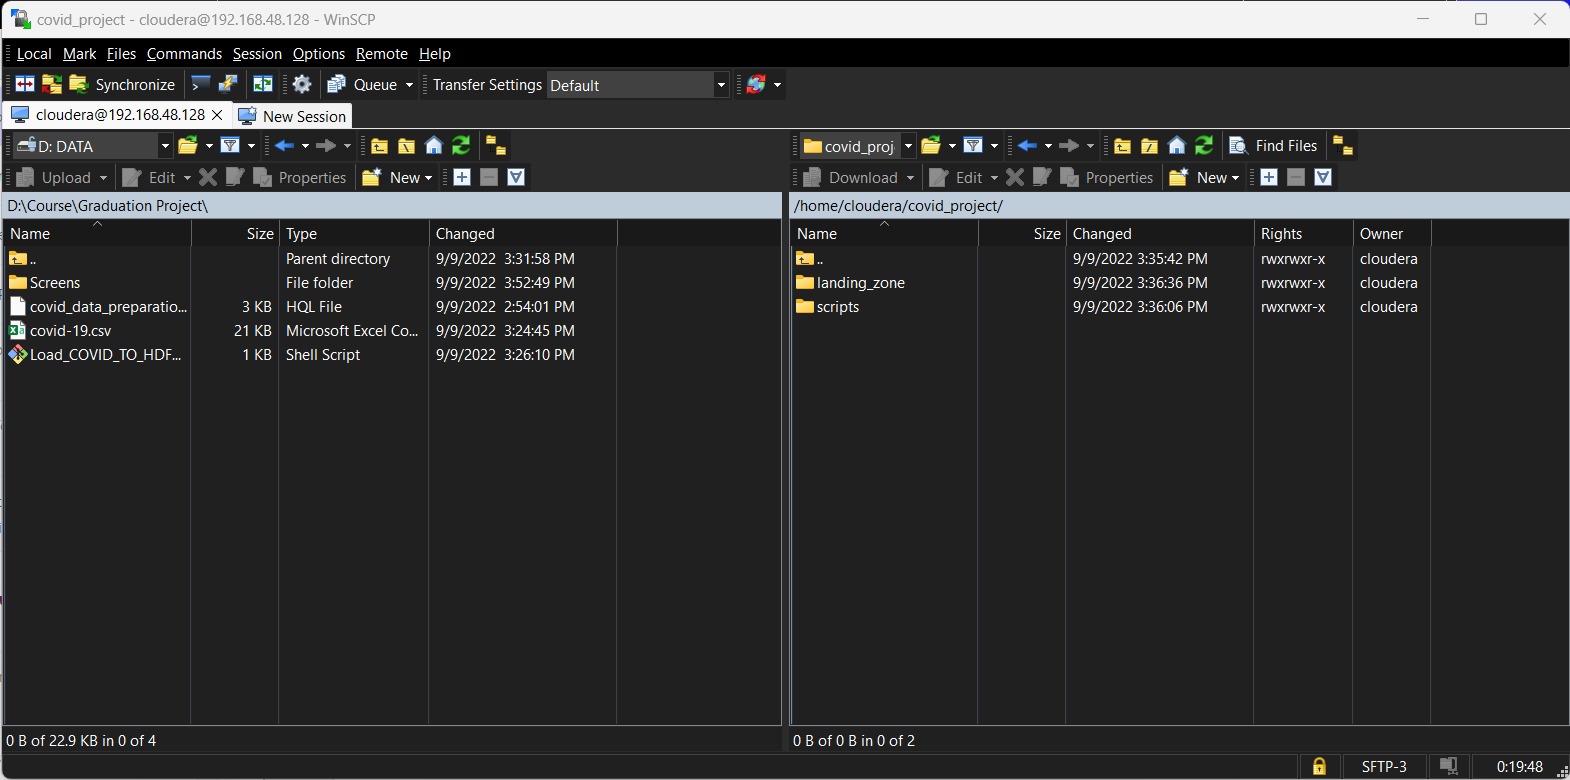 covid_project - cloudera@192.168.48.128 - WinSCP
Local Mark Files Commands Session Options Remote Help
Synchronize Queue Transfer Settings Default
cloudera@192.168.48.128 New Session
D: DATA
Upload Edit Properties New
D:\Course\Graduation Project\
Name Size Type Changed
.. Parent directory 9/9/2022 3:31:58 PM
Screens File folder 9/9/2022 3:52:49 PM
covid_data_preparatio... 3 KB HQL File 9/9/2022 2:54:01 PM
covid-19.csv 21 KB Microsoft Excel Co... 9/9/2022 3:24:45 PM
Load_COVID_TO_HDF... 1 KB Shell Script 9/9/2022 3:26:10 PM
0 B of 22.9 KB in 0 of 4
covid_proj Find Files
Download Edit Properties New
/home/cloudera/covid_project/
Name Size Changed Rights Owner
.. 9/9/2022 3:35:42 PM rwxrwxr-x cloudera
landing_zone 9/9/2022 3:36:36 PM rwxrwxr-x cloudera
scripts 9/9/2022 3:36:06 PM rwxrwxr-x cloudera
0 B of 0 B in 0 of 2
SFTP-3 0:19:48